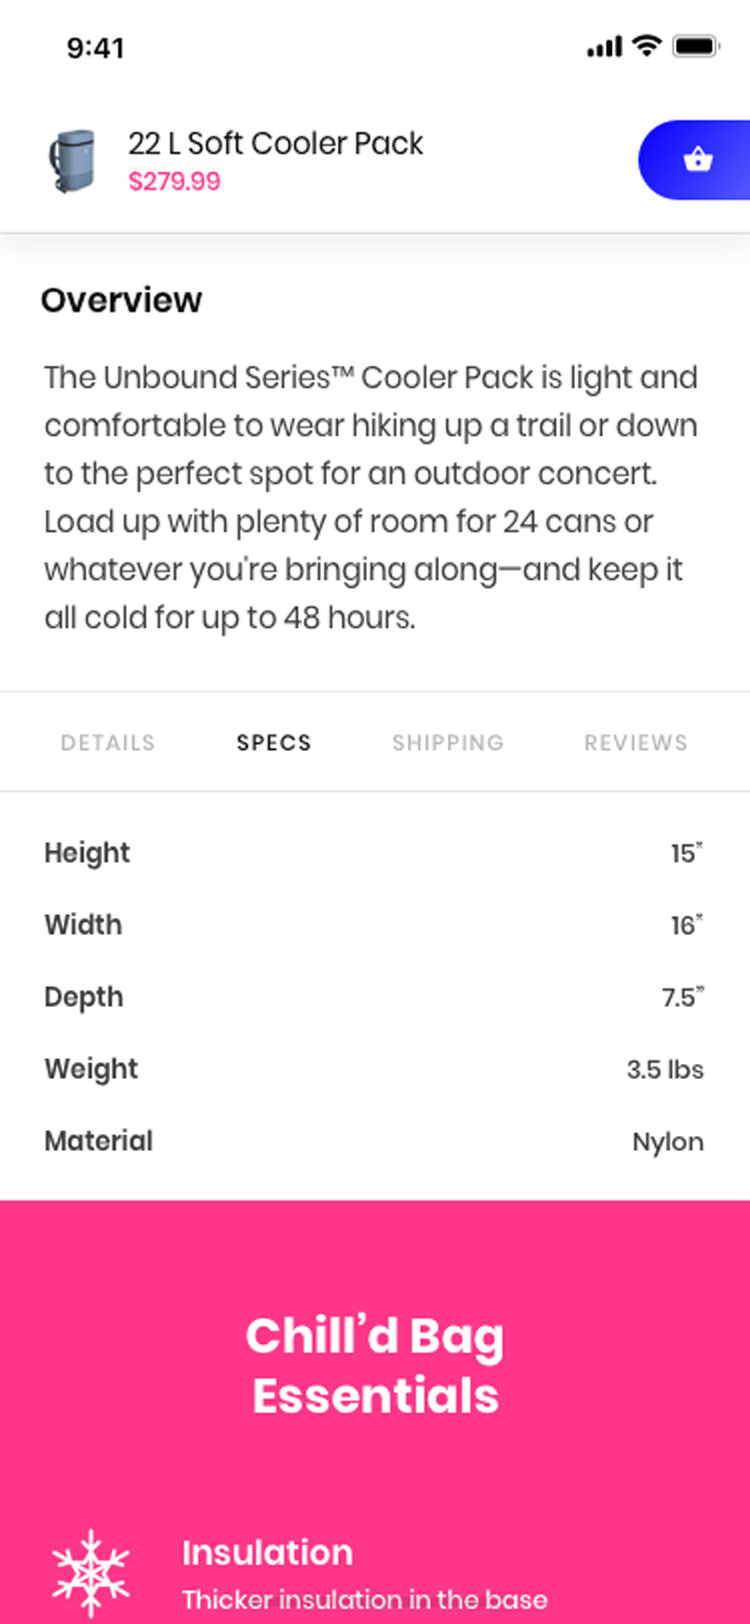 9:41
22 L Soft Cooler Pack
$279.99
Overview
The Unbound Series™ Cooler Pack is light and
comfortable to wear hiking up a trail or down
to the perfect spot for an outdoor concert.
Load up with plenty of room for 24 cans or
whatever you're bringing along—and keep it
all cold for up to 48 hours.
DETAILS SPECS SHIPPING REVIEWS
Height 15”
Width 16”
Depth 7.5”
Weight 3.5 lbs
Material Nylon
Chill’d Bag
Essentials
Insulation
Thicker insulation in the base